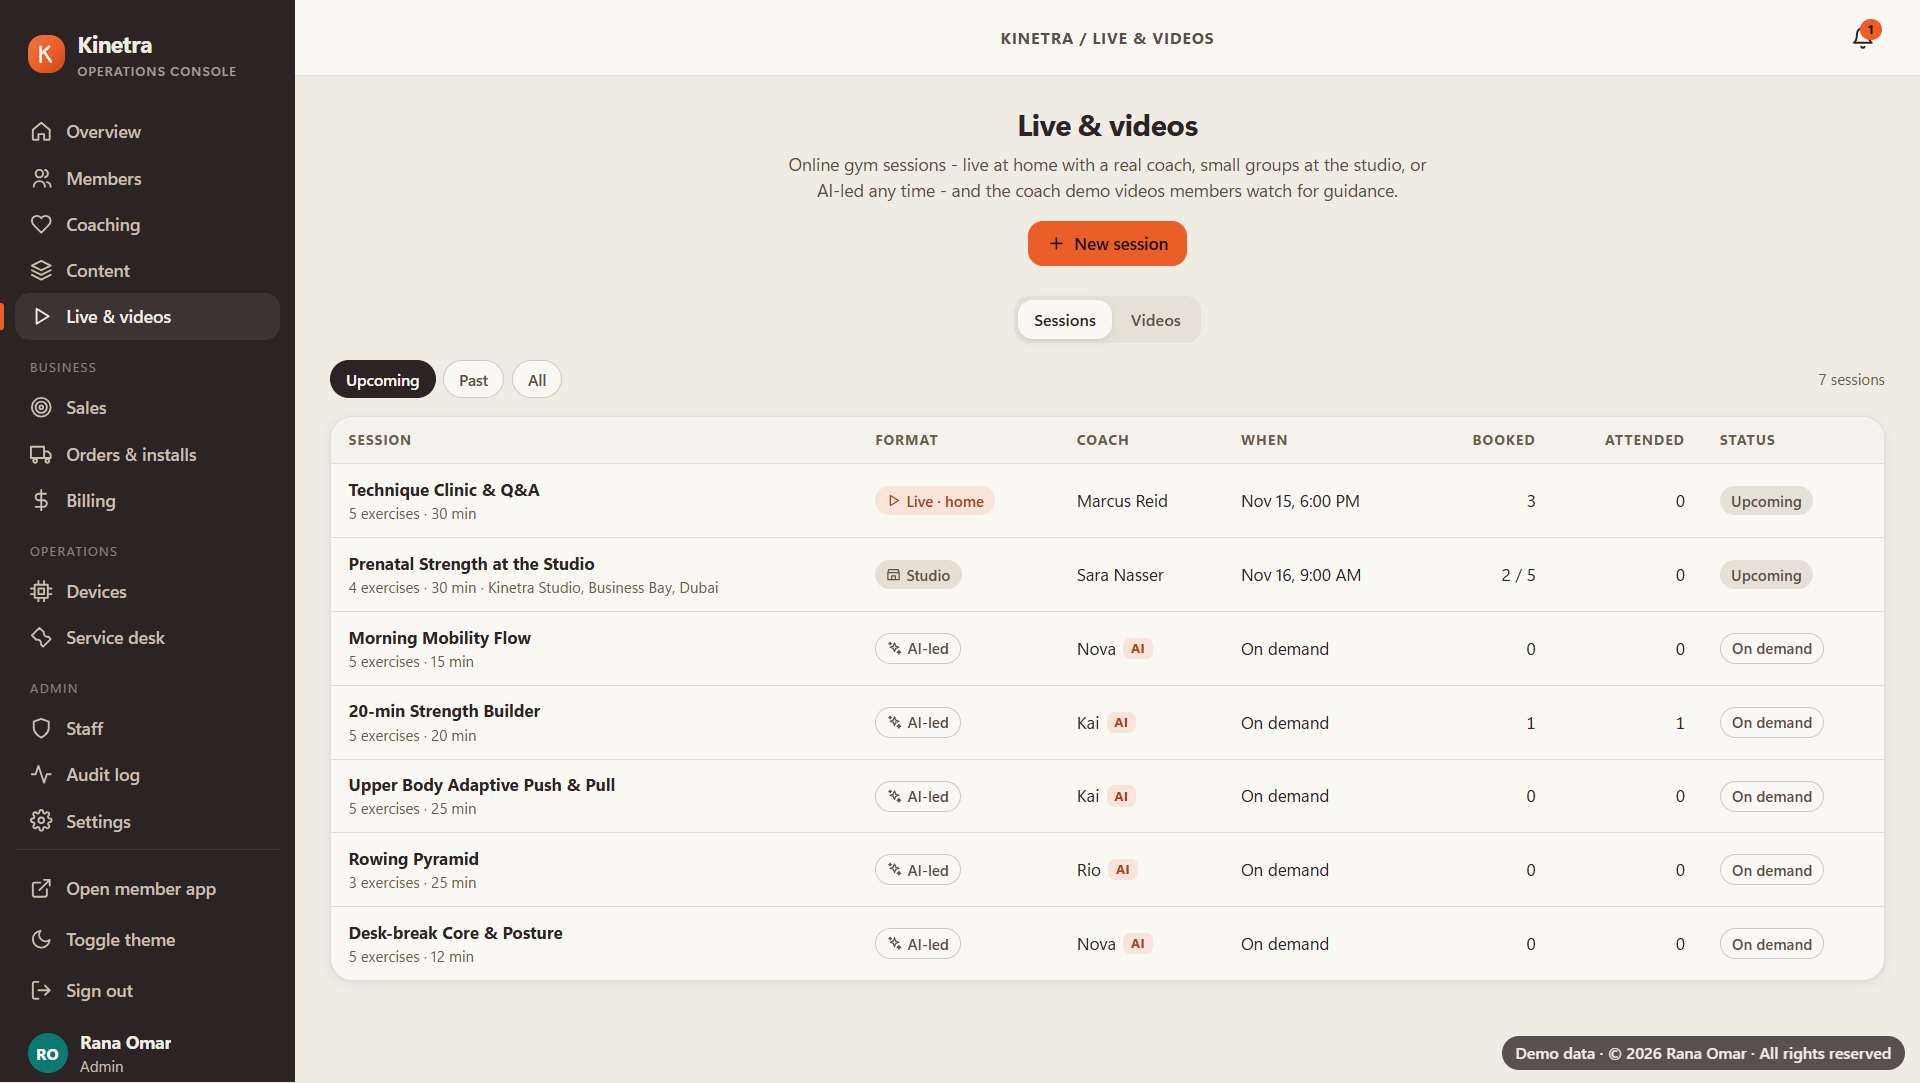 K
Kinetra
OPERATIONS CONSOLE
Overview
Members
Coaching
Content
Live & videos
BUSINESS
Sales
Orders & installs
Billing
OPERATIONS
Devices
Service desk
ADMIN
Staff
Audit log
Settings
Open member app
Toggle theme
Sign out
RO
Rana Omar
Admin
KINETRA / LIVE & VIDEOS
1
Live & videos
Online gym sessions - live at home with a real coach, small groups at the studio, or
AI-led any time - and the coach demo videos members watch for guidance.
+ New session
Sessions Videos
Upcoming Past All 7 sessions
SESSION FORMAT COACH WHEN BOOKED ATTENDED STATUS
Technique Clinic & Q&A
5 exercises · 30 min
Live · home Marcus Reid Nov 15, 6:00 PM 3 0 Upcoming
Prenatal Strength at the Studio
4 exercises · 30 min · Kinetra Studio, Business Bay, Dubai
Studio Sara Nasser Nov 16, 9:00 AM 2 / 5 0 Upcoming
Morning Mobility Flow
5 exercises · 15 min
AI-led Nova AI On demand 0 0 On demand
20-min Strength Builder
5 exercises · 20 min
AI-led Kai AI On demand 1 1 On demand
Upper Body Adaptive Push & Pull
5 exercises · 25 min
AI-led Kai AI On demand 0 0 On demand
Rowing Pyramid
3 exercises · 25 min
AI-led Rio AI On demand 0 0 On demand
Desk-break Core & Posture
5 exercises · 12 min
AI-led Nova AI On demand 0 0 On demand
Demo data · © 2026 Rana Omar · All rights reserved